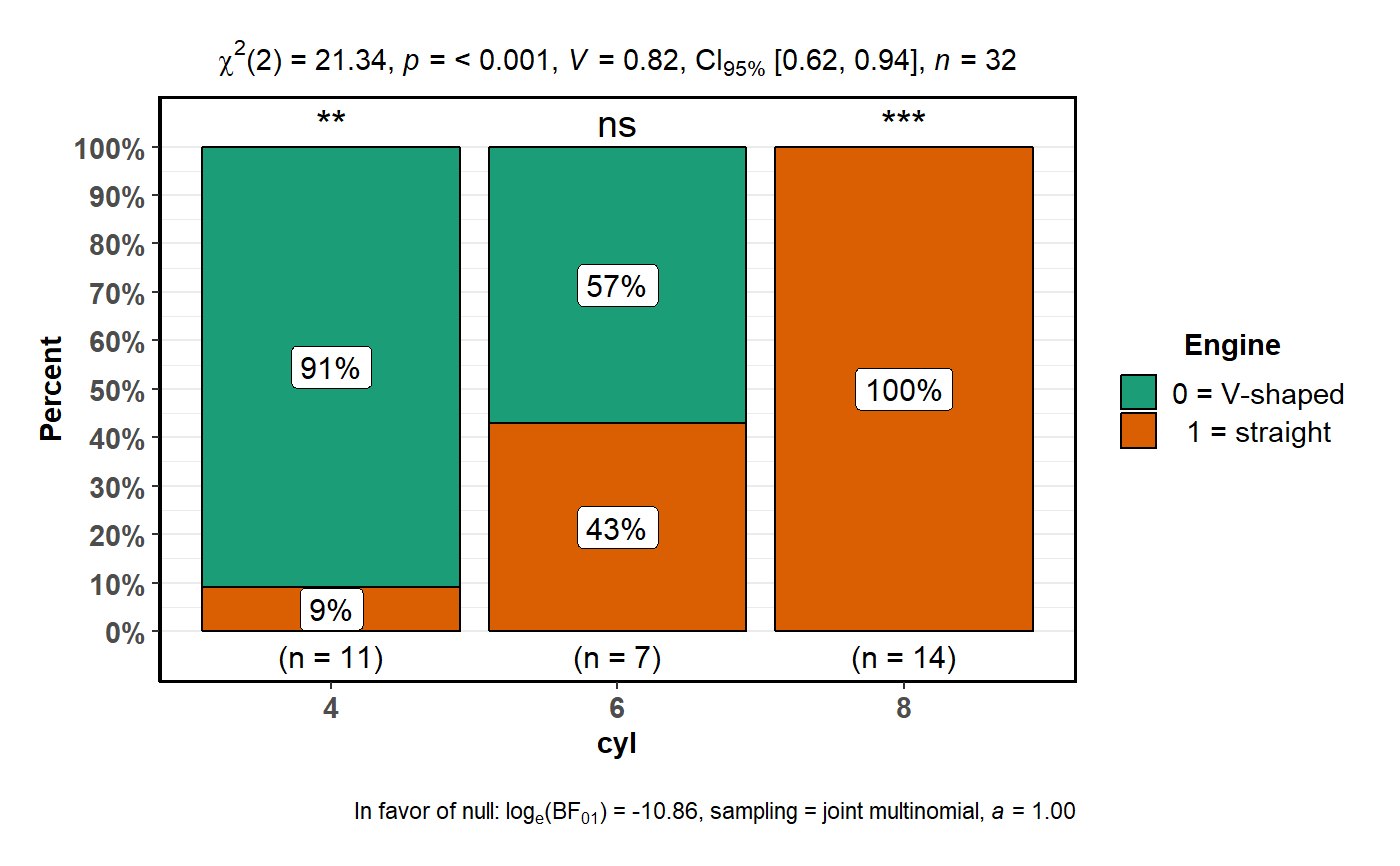 χ²(2) = 21.34, p = < 0.001, V = 0.82, CI95% [0.62, 0.94], n = 32
** ns ***
100%
90%
80%
70%
60%
50%
40%
30%
20%
10%
0%
Percent
91%
9%
57%
43%
100%
(n = 11) (n = 7) (n = 14)
4 6 8
cyl
Engine
0 = V-shaped
1 = straight
In favor of null: loge(BF01) = -10.86, sampling = joint multinomial, a = 1.00